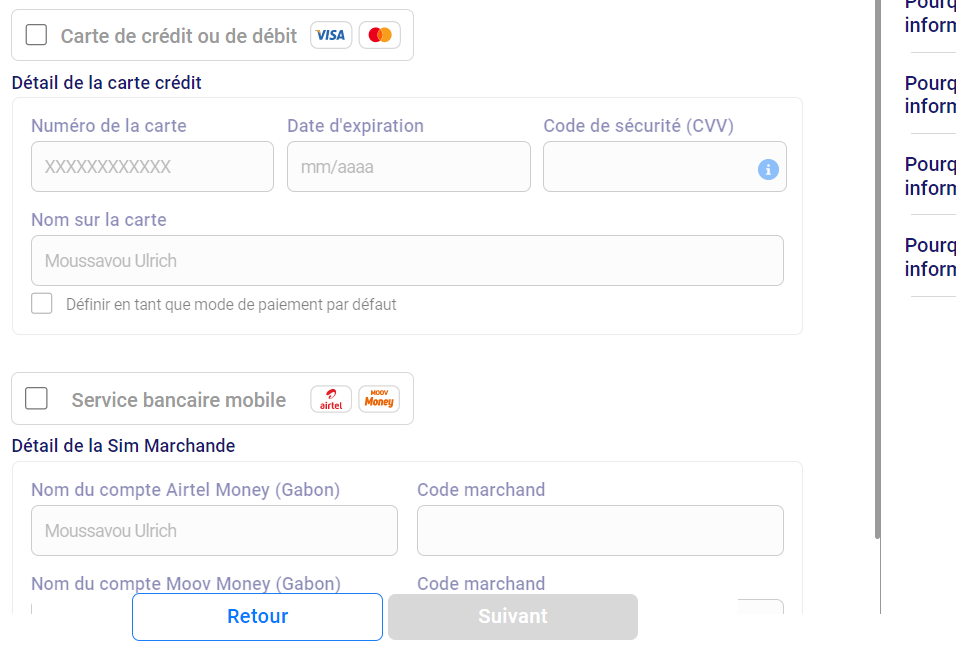 Carte de crédit ou de débit VISA
Détail de la carte crédit
Numéro de la carte Date d'expiration Code de sécurité (CVV)
XXXXXXXXXXXX mm/aaaa i
Nom sur la carte
Moussavou Ulrich
Définir en tant que mode de paiement par défaut
Service bancaire mobile airtel MOOV Money
Détail de la Sim Marchande
Nom du compte Airtel Money (Gabon) Code marchand
Moussavou Ulrich
Nom du compte Moov Money (Gabon) Code marchand
Retour Suivant
Pourq
inform
Pourq
inform
Pourq
inform
Pourq
inform